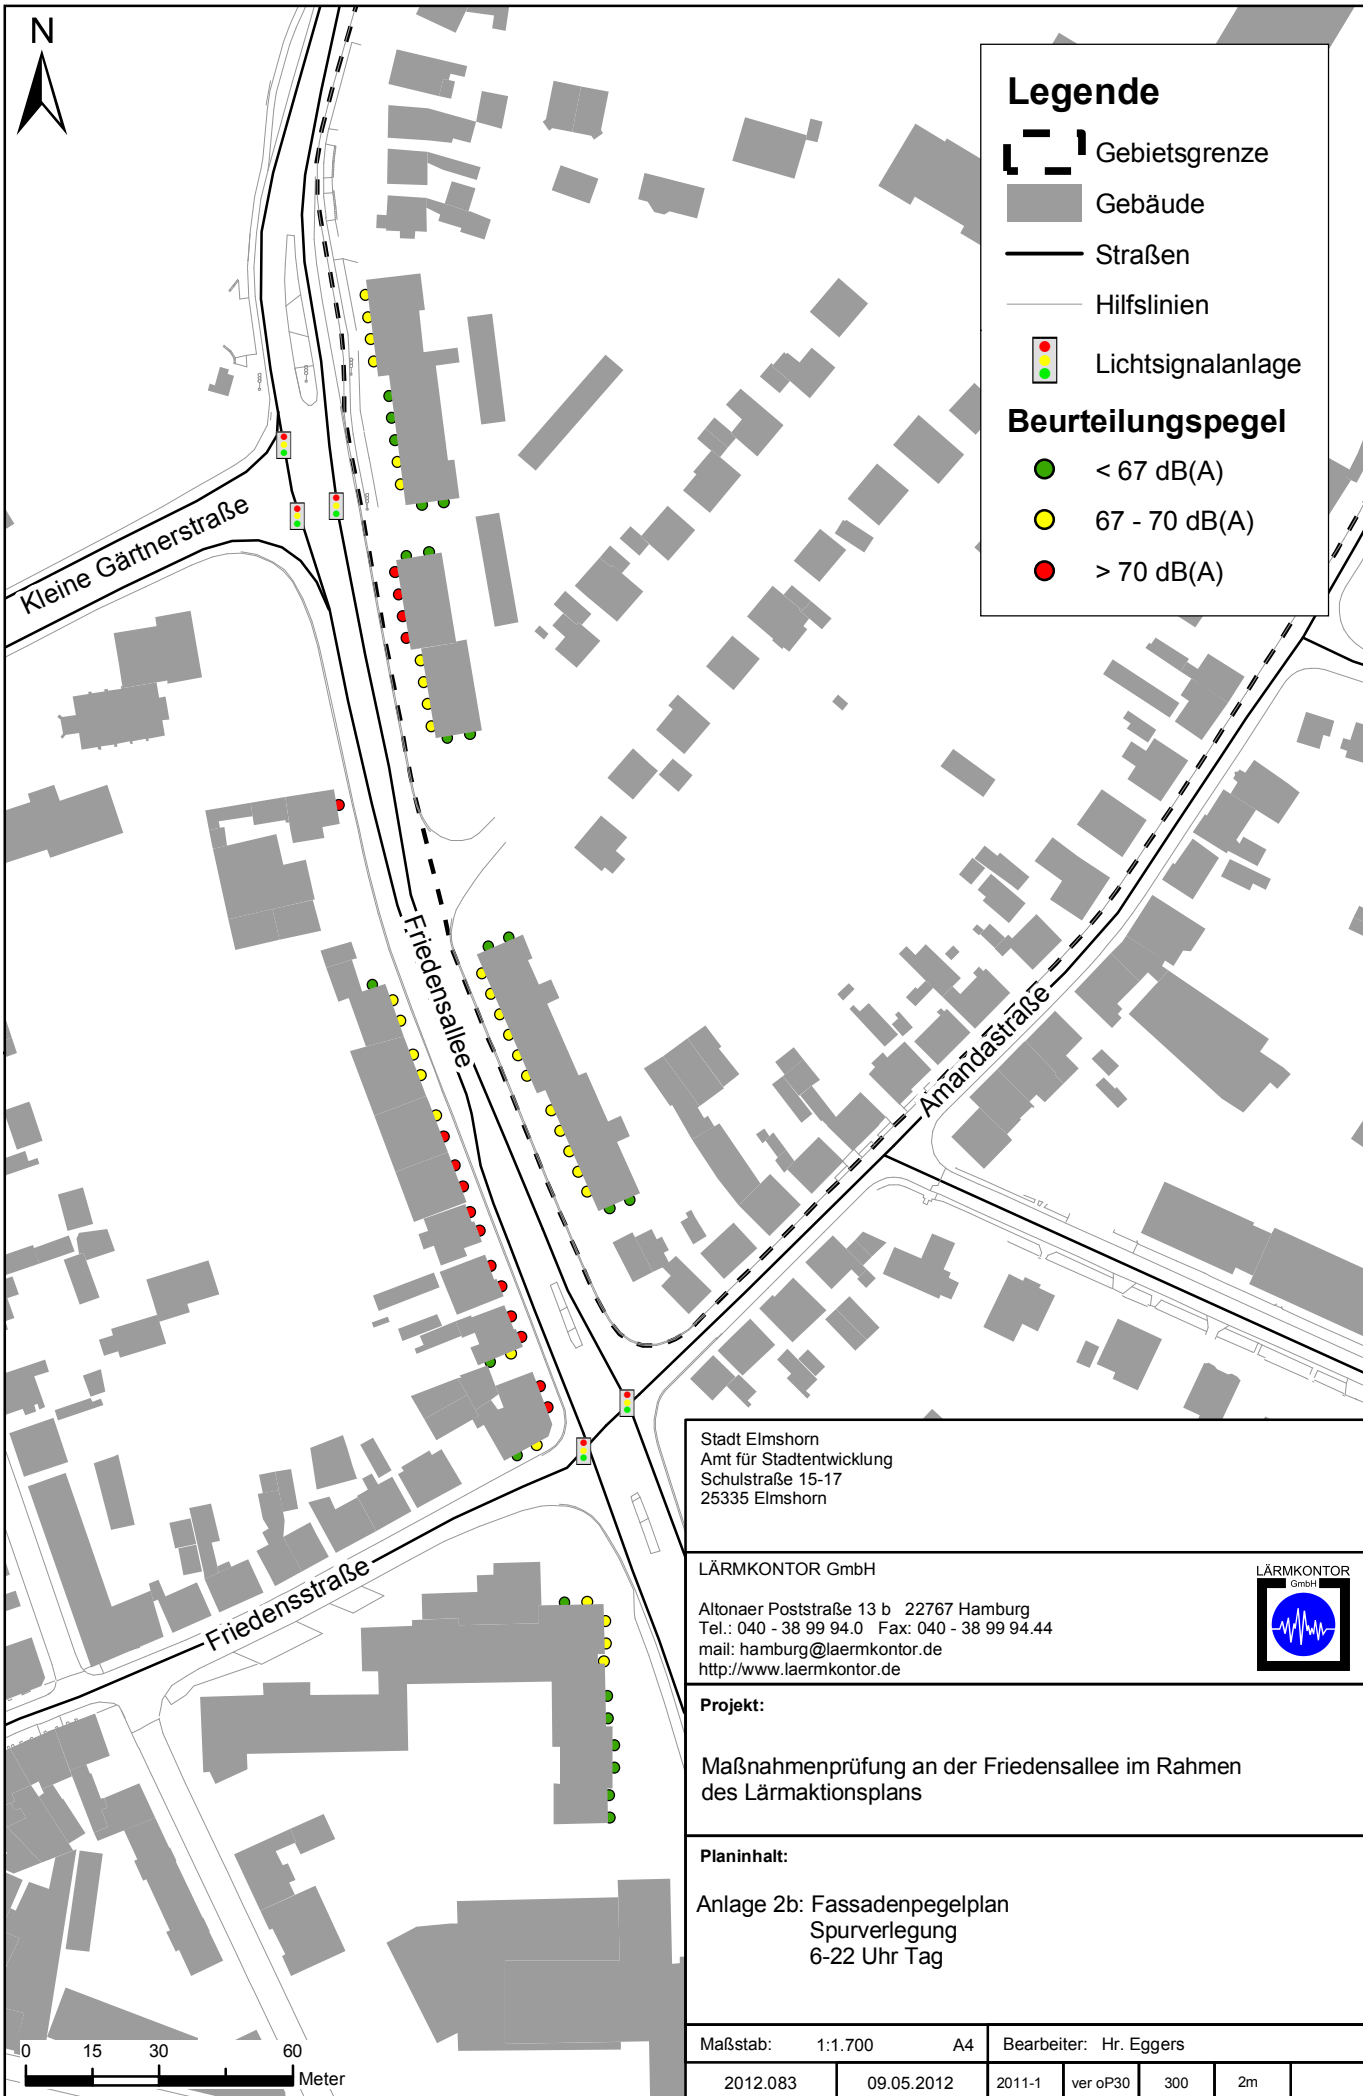 N
Legende
Gebietsgrenze
Gebäude
Straßen
Hilfslinien
Lichtsignalanlage
Beurteilungspegel
< 67 dB(A)
67 - 70 dB(A)
> 70 dB(A)
Kleine Gärtnerstraße
Friedensallee
Amandastraße
Friedensstraße
Stadt Elmshorn
Amt für Stadtentwicklung
Schulstraße 15-17
25335 Elmshorn
LÄRMKONTOR GmbH
Altonaer Poststraße 13 b 22767 Hamburg
Tel.: 040 - 38 99 94.0 Fax: 040 - 38 99 94.44
mail: hamburg@laermkontor.de
http://www.laermkontor.de
LÄRMKONTOR
GmbH
Projekt:
Maßnahmenprüfung an der Friedensallee im Rahmen
des Lärmaktionsplans
Planinhalt:
Anlage 2b: Fassadenpegelplan
Spurverlegung
6-22 Uhr Tag
Maßstab: 1:1.700 A4 Bearbeiter: Hr. Eggers
2012.083 09.05.2012 2011-1 ver oP30 300 2m
0 15 30 60
Meter